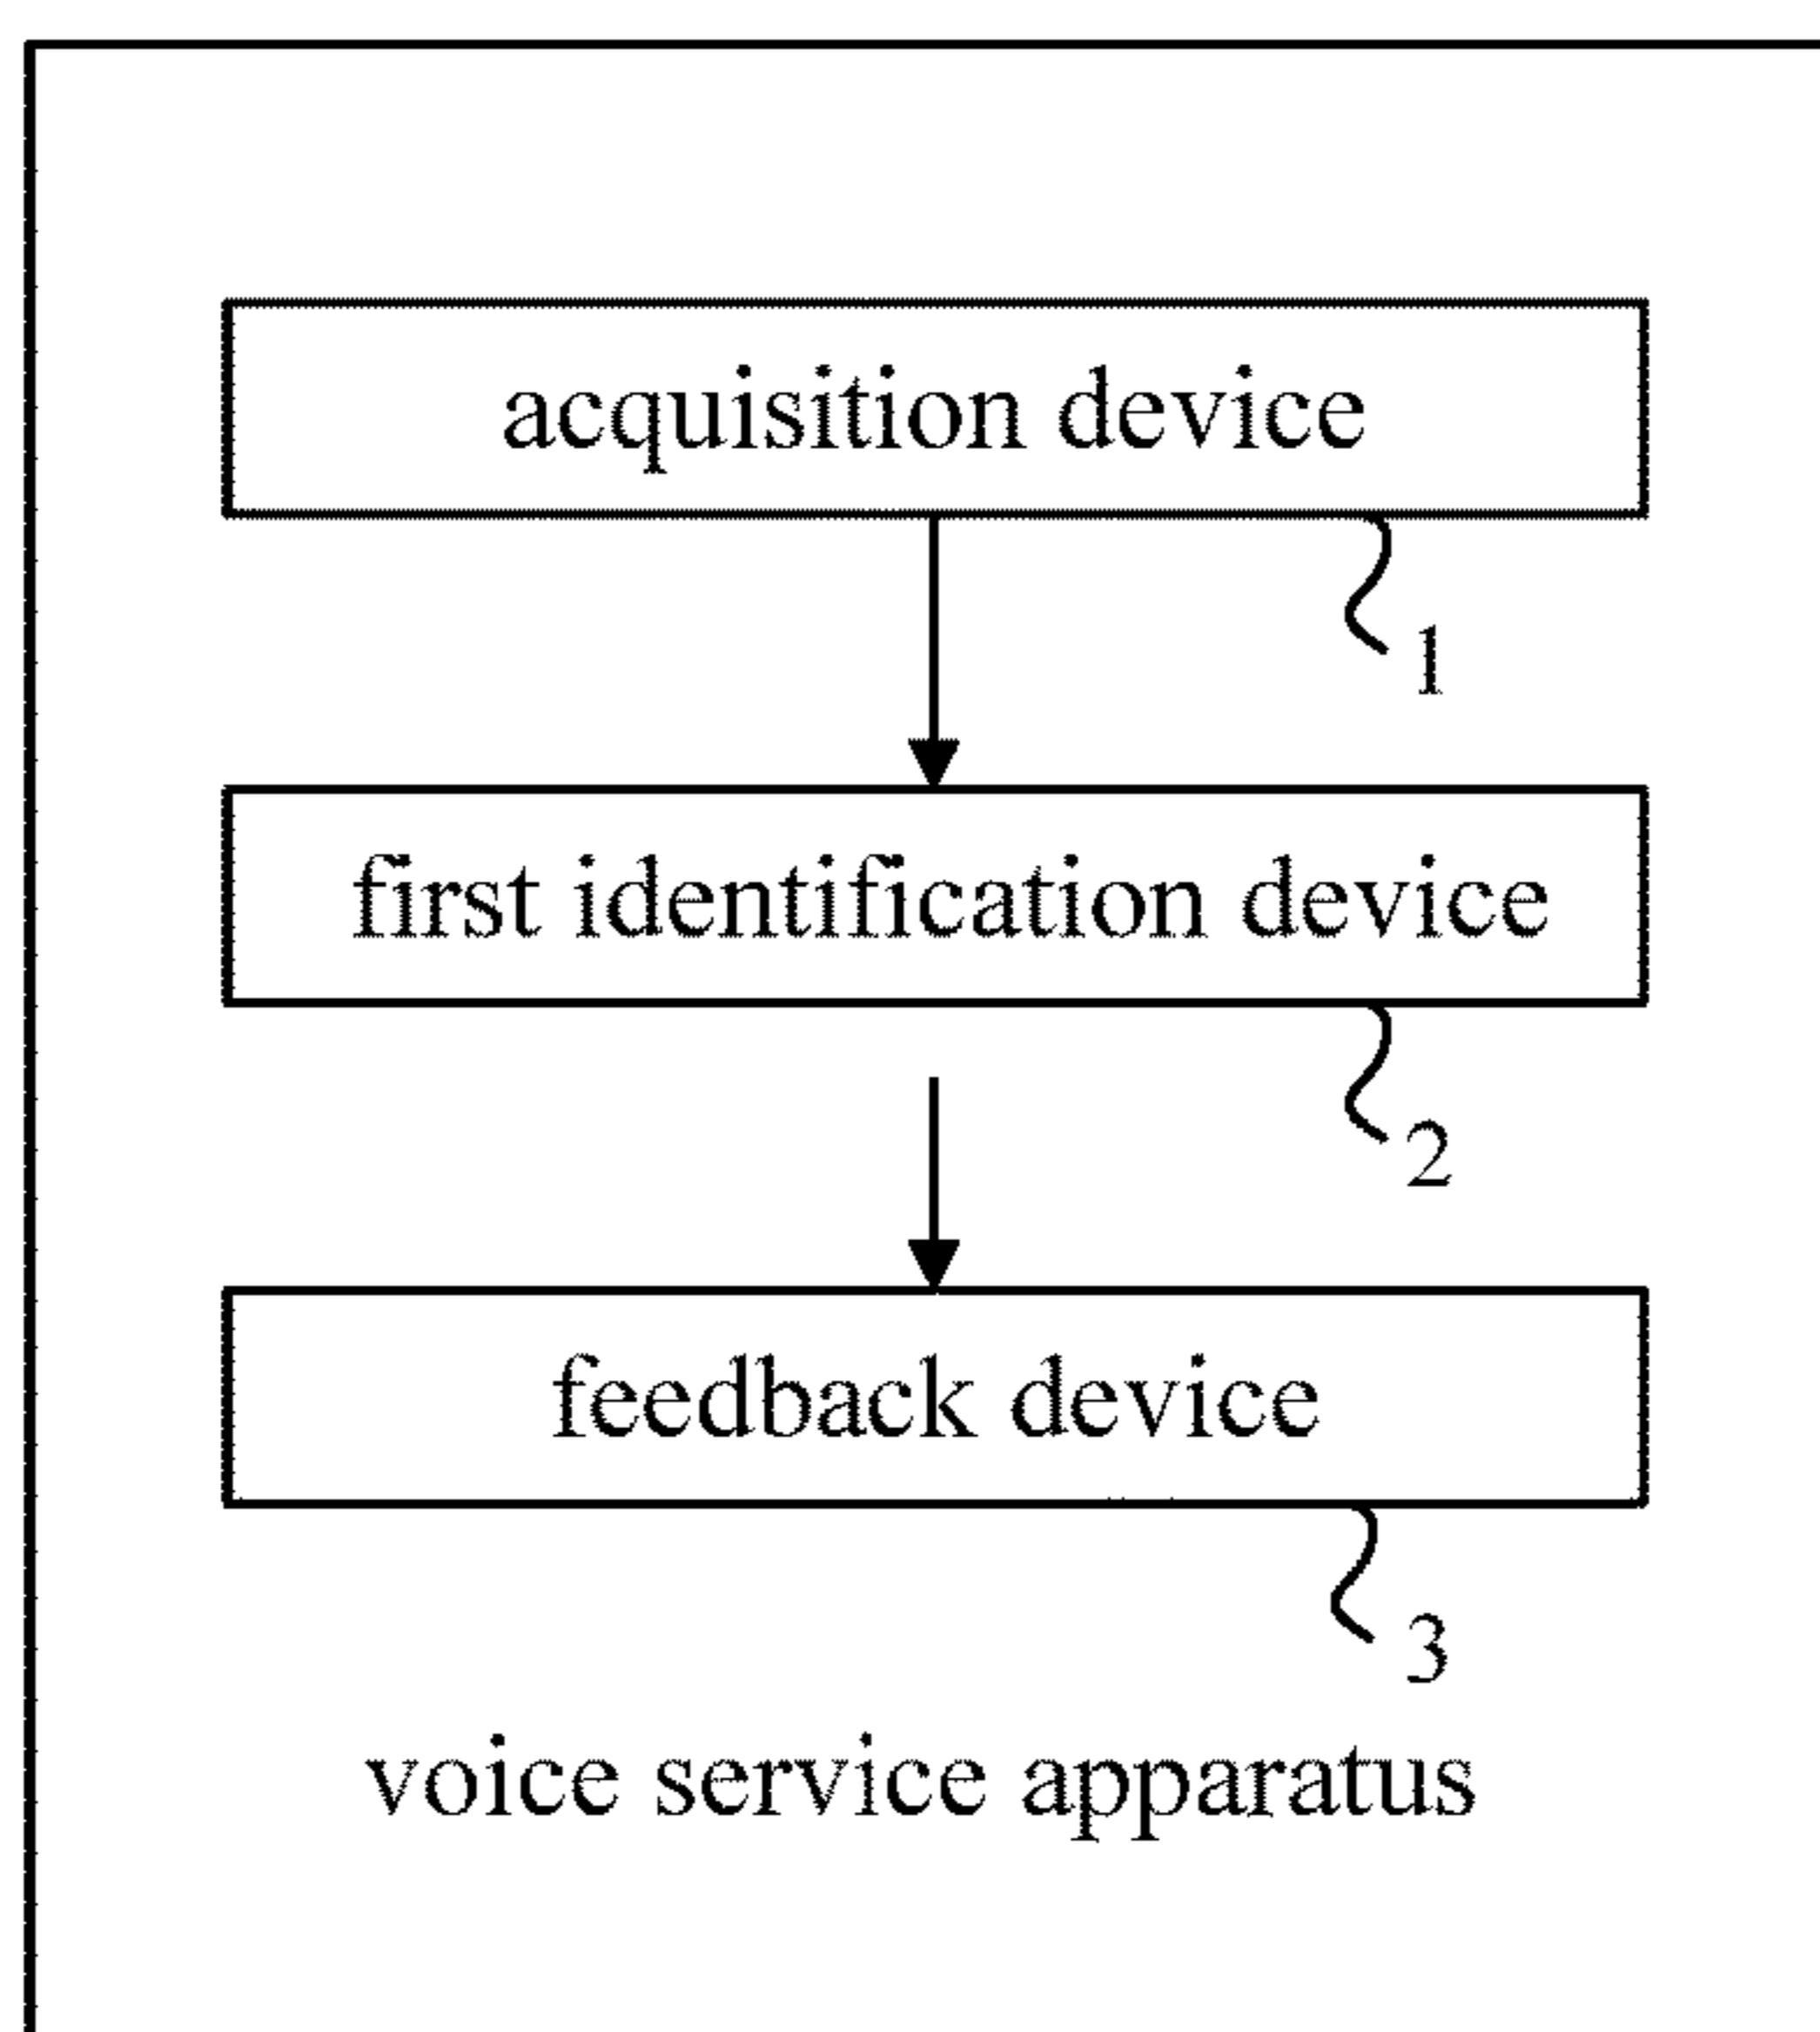 acquisition device
1
first identification device
2
feedback device
3
voice service apparatus